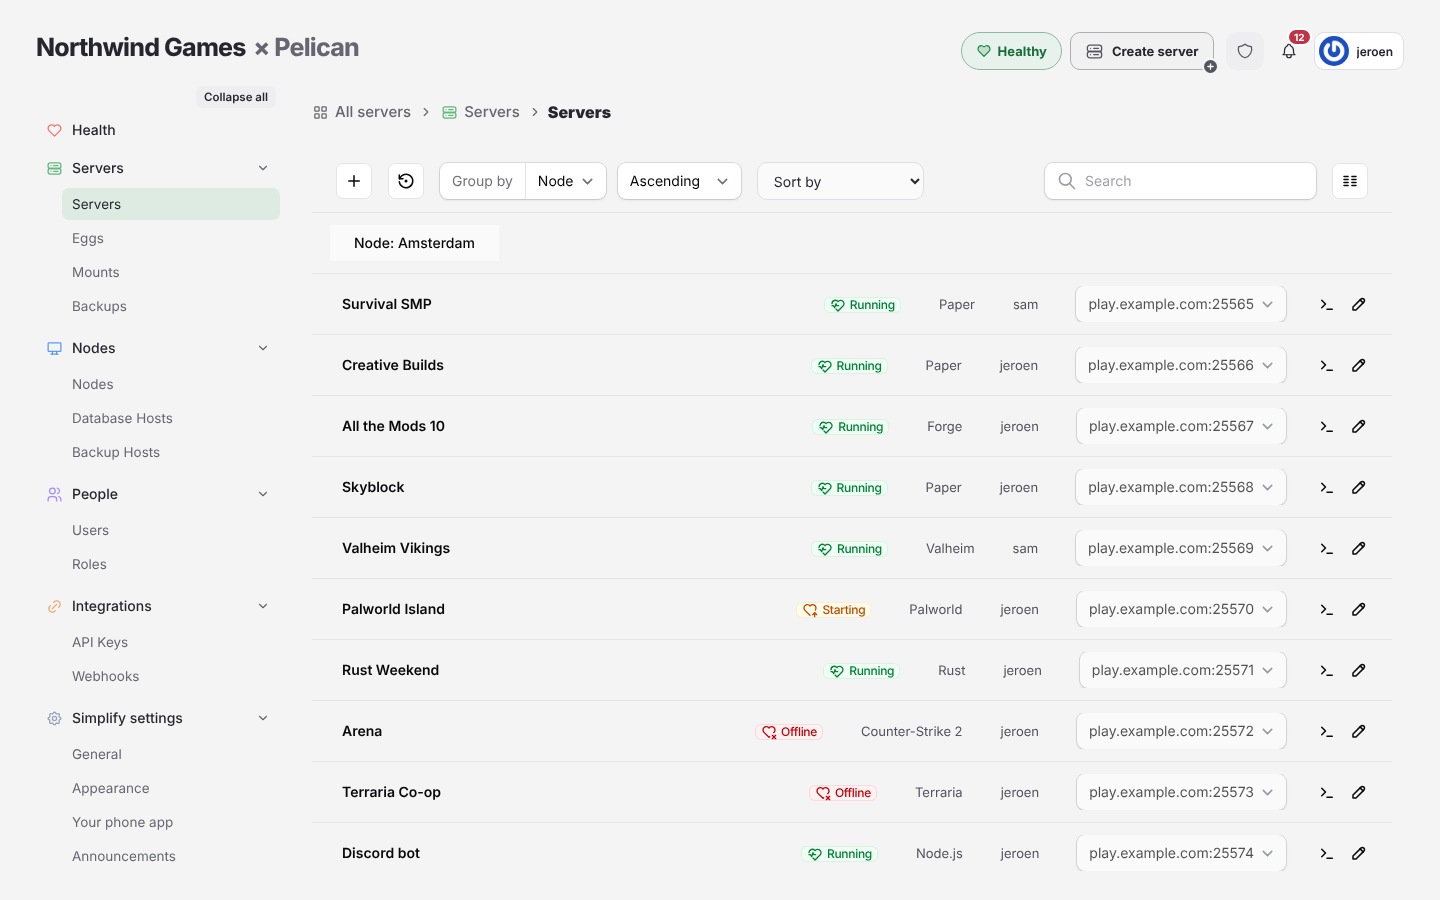 Northwind Games × Pelican
Healthy
Create server
12
jeroen
Collapse all
Health
Servers
Servers
Eggs
Mounts
Backups
Nodes
Nodes
Database Hosts
Backup Hosts
People
Users
Roles
Integrations
API Keys
Webhooks
Simplify settings
General
Appearance
Your phone app
Announcements
All servers > Servers > Servers
Group by Node Ascending Sort by Search
Node: Amsterdam
Survival SMP Running Paper sam play.example.com:25565
Creative Builds Running Paper jeroen play.example.com:25566
All the Mods 10 Running Forge jeroen play.example.com:25567
Skyblock Running Paper jeroen play.example.com:25568
Valheim Vikings Running Valheim sam play.example.com:25569
Palworld Island Starting Palworld jeroen play.example.com:25570
Rust Weekend Running Rust jeroen play.example.com:25571
Arena Offline Counter-Strike 2 jeroen play.example.com:25572
Terraria Co-op Offline Terraria jeroen play.example.com:25573
Discord bot Running Node.js jeroen play.example.com:25574